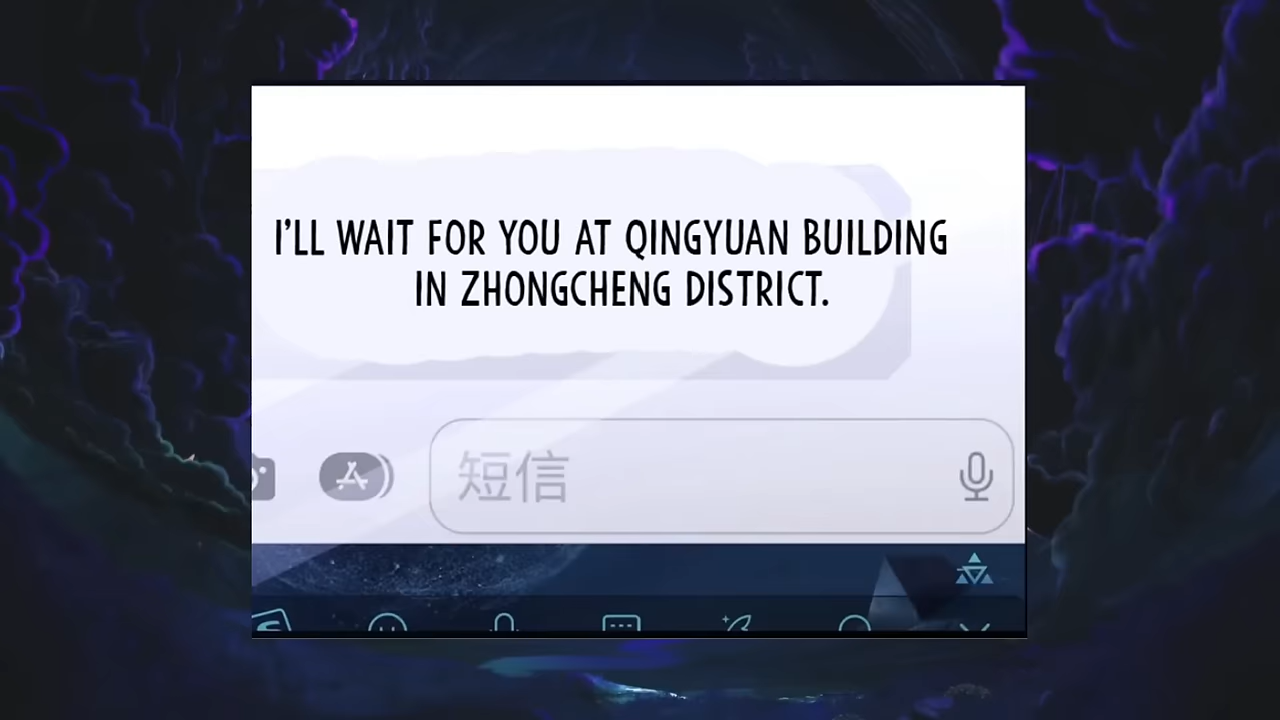 I'LL WAIT FOR YOU AT QINGYUAN BUILDING
IN ZHONGCHENG DISTRICT.
短信